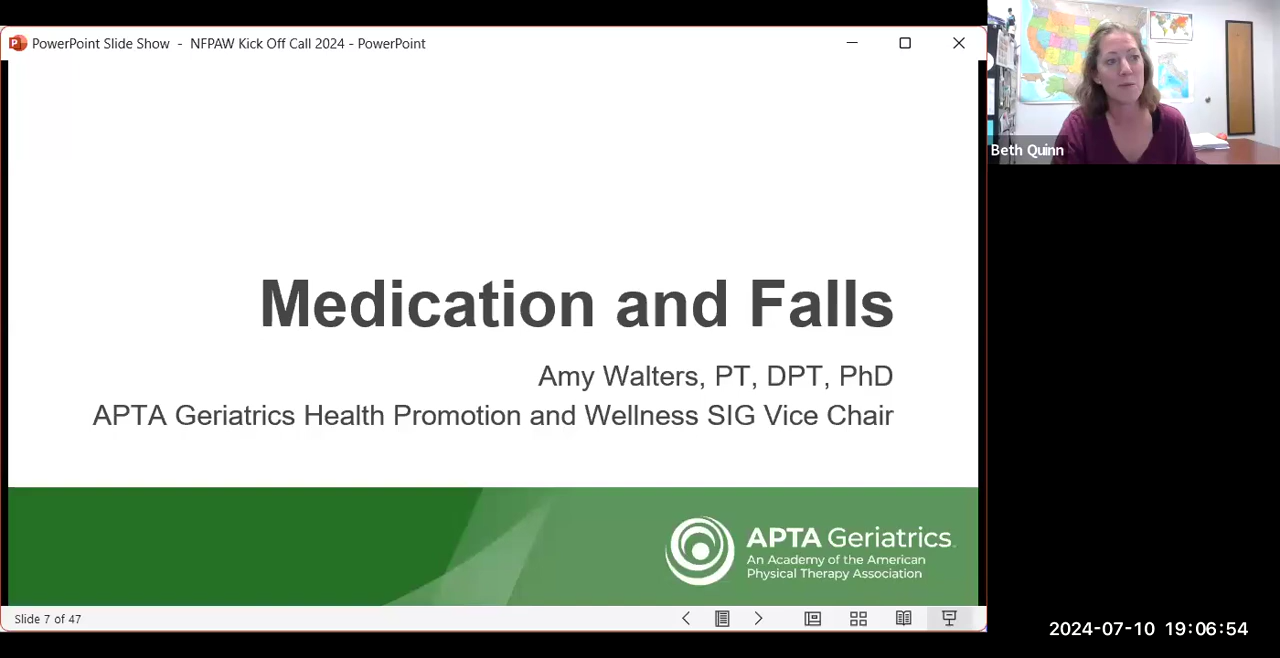 PowerPoint Slide Show - NFPAW Kick Off Call 2024 - PowerPoint
Beth Quinn
Medication and Falls
Amy Walters, PT, DPT, PhD
APTA Geriatrics Health Promotion and Wellness SIG Vice Chair
APTA Geriatrics
An Academy of the American
Physical Therapy Association
Slide 7 of 47
2024-07-10 19:06:54